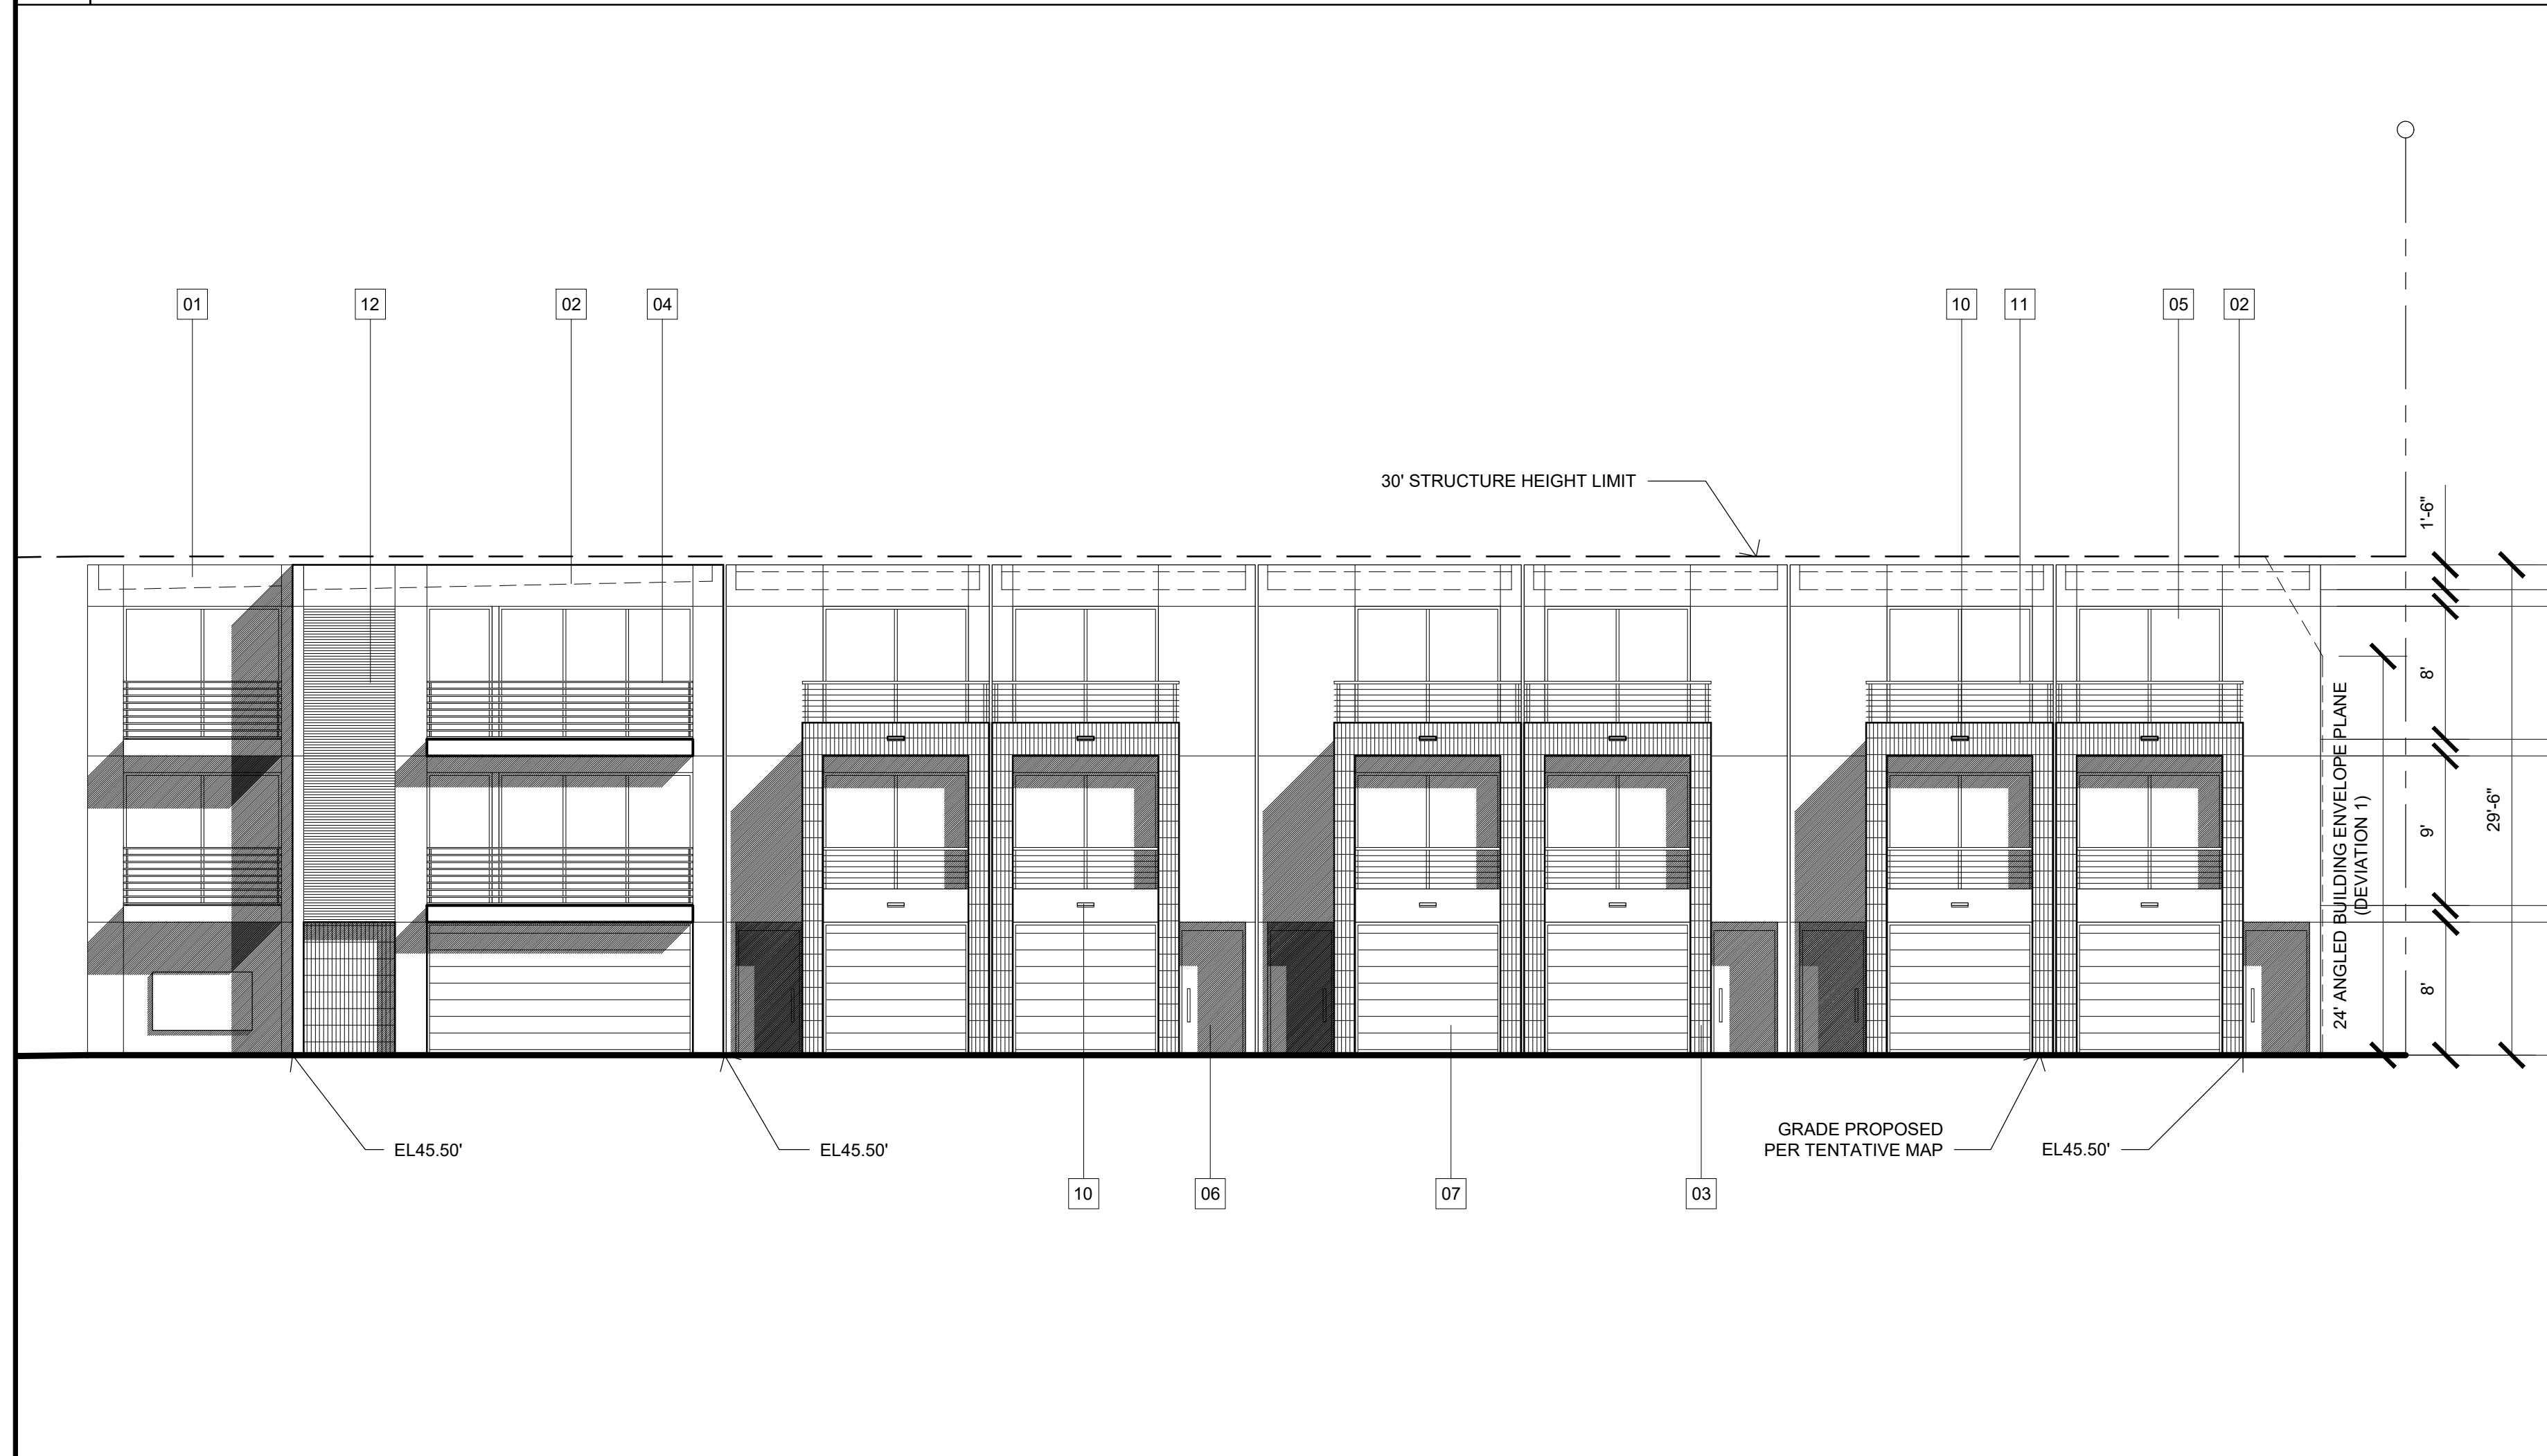 01
12
02
04
10
11
05
02
30' STRUCTURE HEIGHT LIMIT
1'-6"
8'
9'
8'
29'-6"
24' ANGLED BUILDING ENVELOPE PLANE
(DEVIATION 1)
EL45.50'
EL45.50'
GRADE PROPOSED
PER TENTATIVE MAP
EL45.50'
10
06
07
03